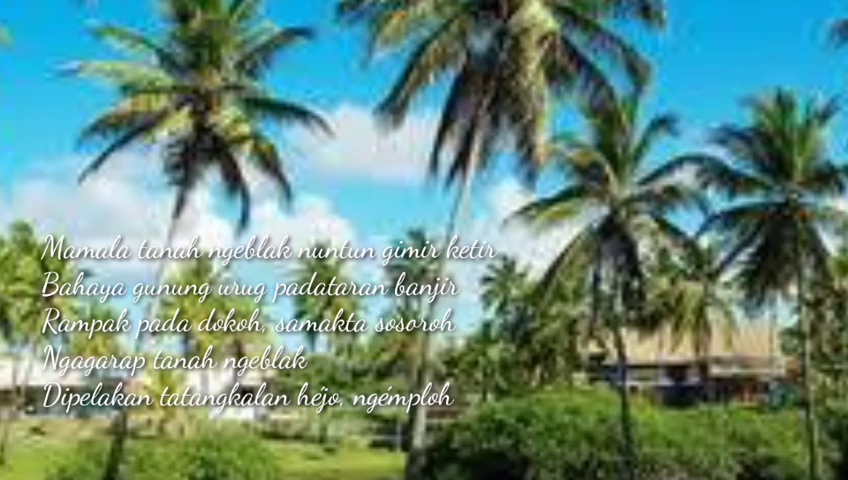 Mamala tanah ngeblak nuntun gimir ketir
Bahaya gunung urug padataran banjir
Rampak pada dokoh, samakta sosoroh
Ngagarap tanah ngeblak
Dipelakan tatangkalan héjo, ngémploh